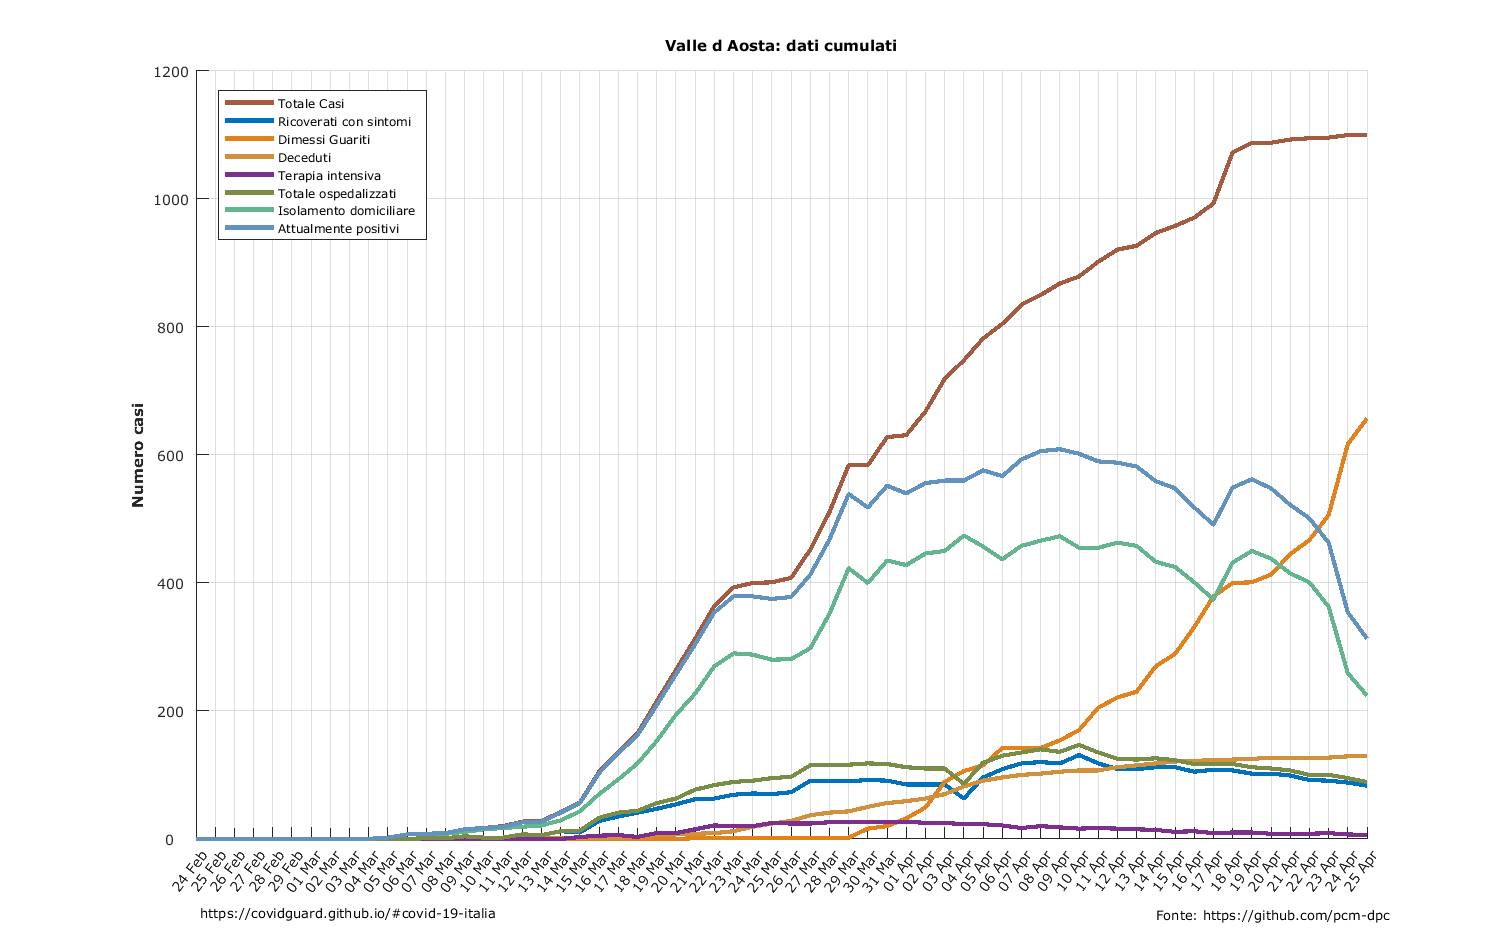 Valle d Aosta: dati cumulati
1200
1000
800
600
400
200
0
Numero casi
Totale Casi
Ricoverati con sintomi
Dimessi Guariti
Deceduti
Terapia intensiva
Totale ospedalizzati
Isolamento domiciliare
Attualmente positivi
24 Feb
25 Feb
26 Feb
27 Feb
28 Feb
29 Feb
01 Mar
02 Mar
03 Mar
04 Mar
05 Mar
06 Mar
07 Mar
08 Mar
09 Mar
10 Mar
11 Mar
12 Mar
13 Mar
14 Mar
15 Mar
16 Mar
17 Mar
18 Mar
19 Mar
20 Mar
21 Mar
22 Mar
23 Mar
24 Mar
25 Mar
26 Mar
27 Mar
28 Mar
29 Mar
30 Mar
31 Mar
01 Apr
02 Apr
03 Apr
04 Apr
05 Apr
06 Apr
07 Apr
08 Apr
09 Apr
10 Apr
11 Apr
12 Apr
13 Apr
14 Apr
15 Apr
16 Apr
17 Apr
18 Apr
19 Apr
20 Apr
21 Apr
22 Apr
23 Apr
24 Apr
25 Apr
https://covidguard.github.io/#covid-19-italia
Fonte: https://github.com/pcm-dpc